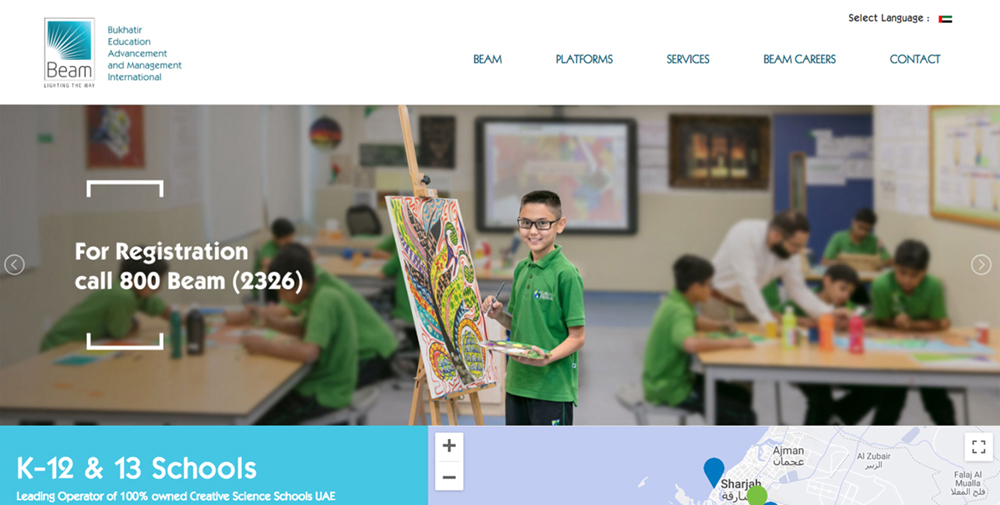 Select Language :
Beam
LIGHTING THE WAY
Bukhatir
Education
Advancement
and Management
International
BEAM
PLATFORMS
SERVICES
BEAM CAREERS
CONTACT
For Registration
call 800 Beam (2326)
K-12 & 13 Schools
Leading Operator of 100% owned Creative Science Schools UAE
Ajman
عجمان
Al Zubair
الزبير
Sharjah
Falaj Al
Mualla
فلج المعلا